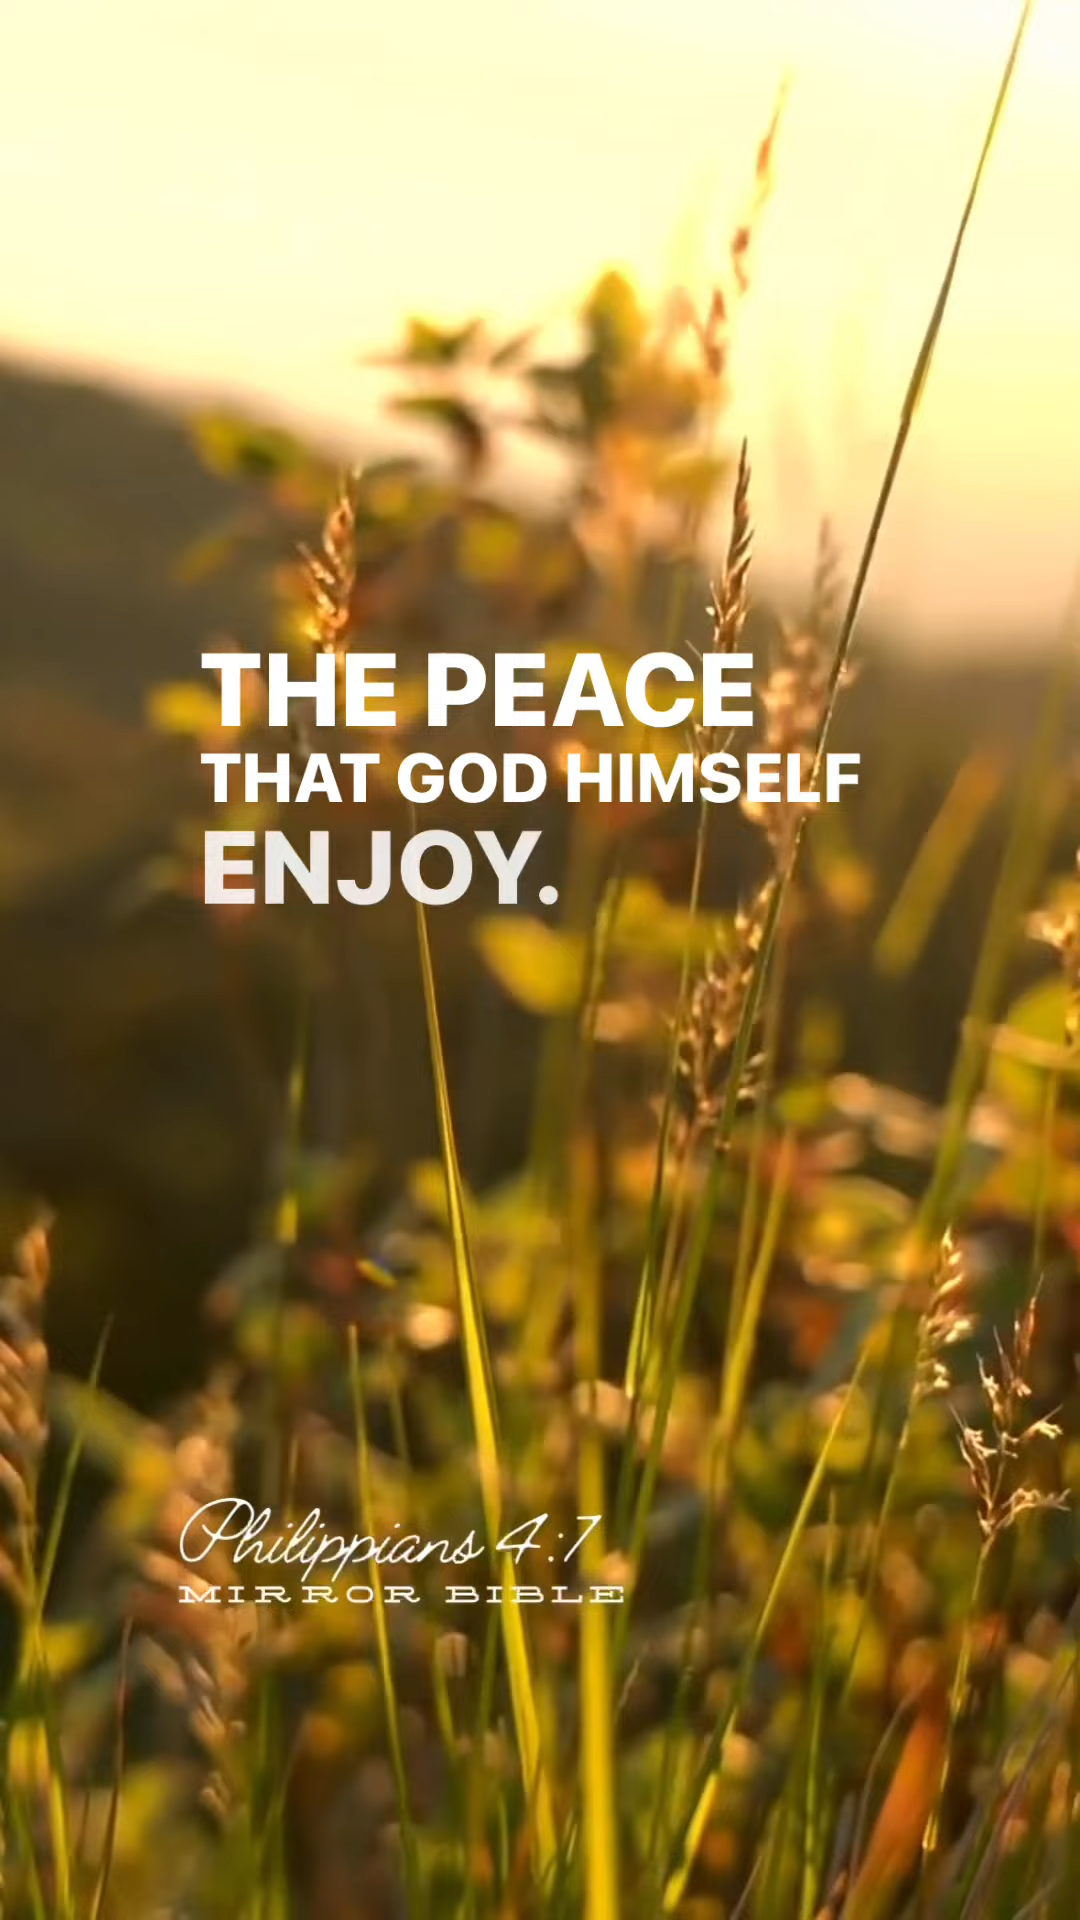 THE PEACE
THAT GOD HIMSELF
ENJOY.
Philippians 4:7
MIRROR BIBLE